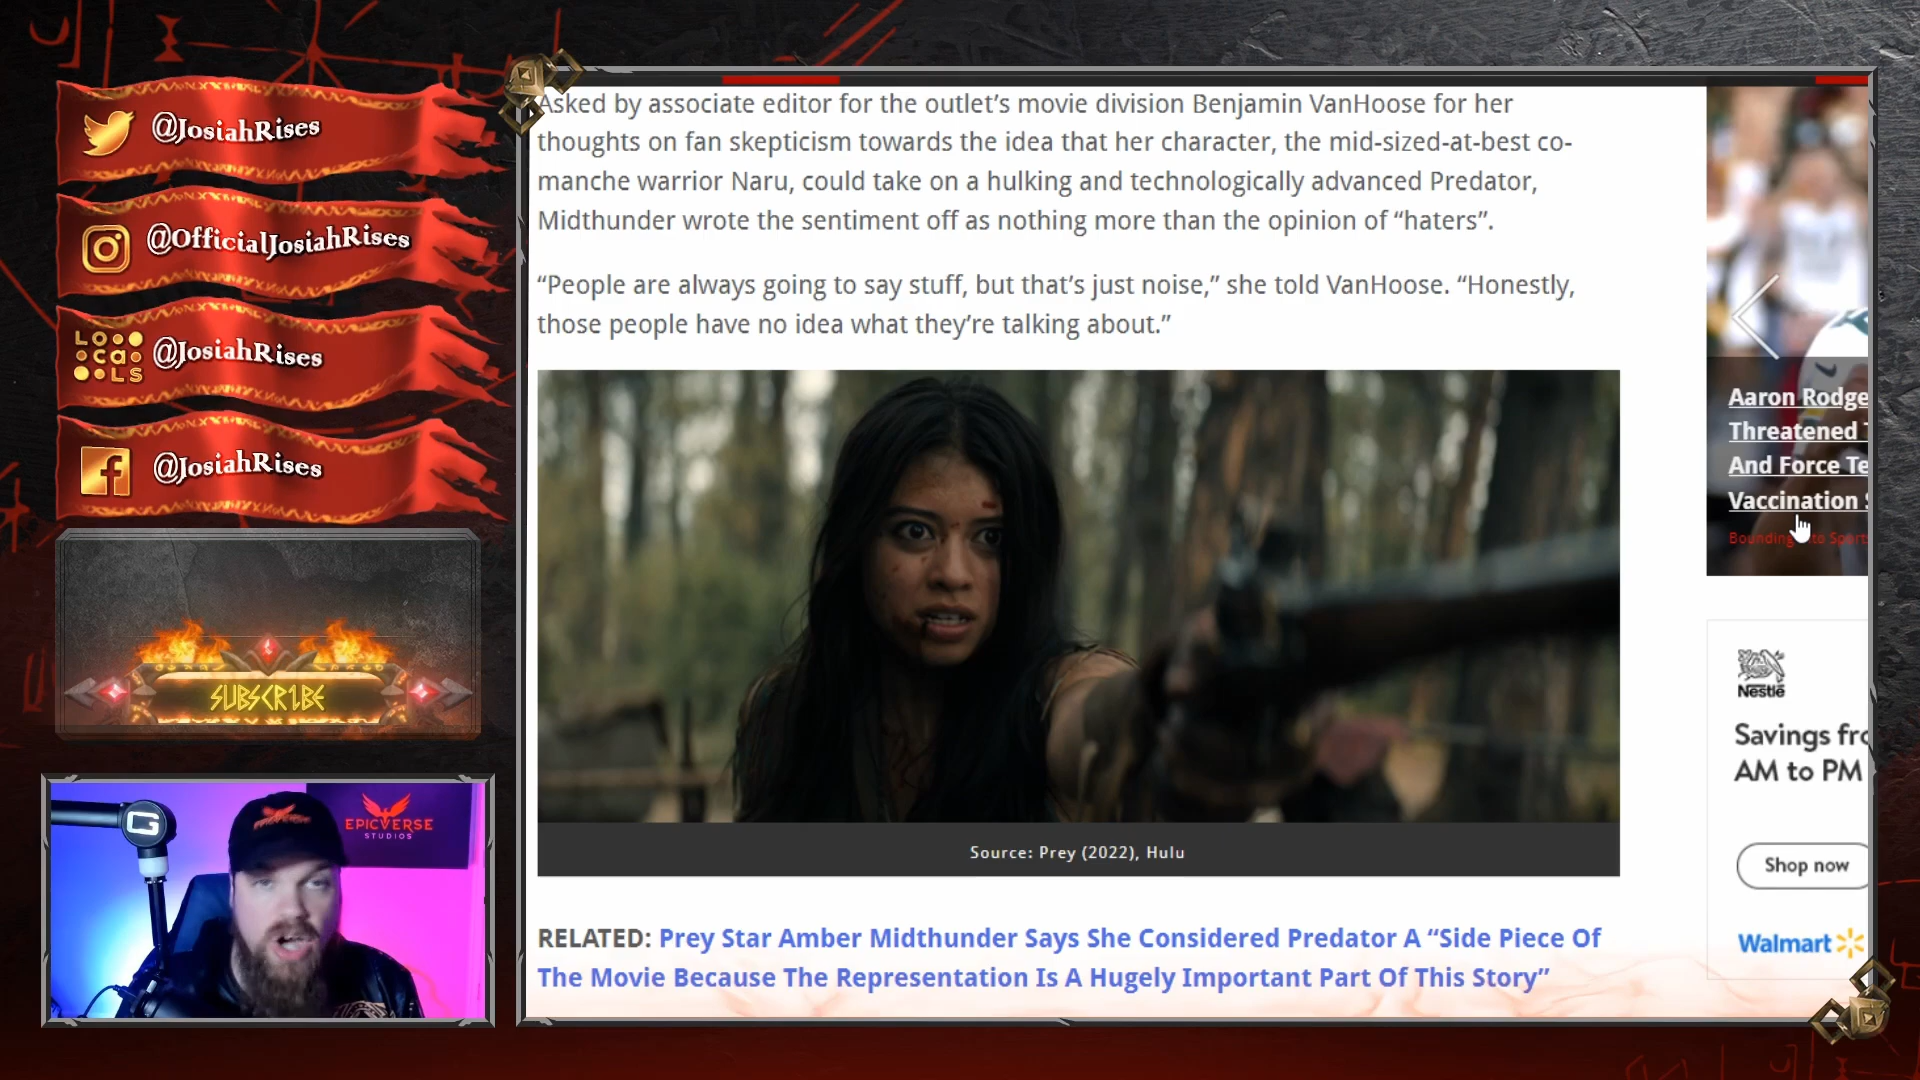 @JosiahRises
@OfficialJosiahRises
LOcaLS
@JosiahRises
@JosiahRises
SUBSCRIBE
G
EPICVERSE
STUDIOS
Asked by associate editor for the outlet's movie division Benjamin VanHoose for her
thoughts on fan skepticism towards the idea that her character, the mid-sized-at-best co-
manche warrior Naru, could take on a hulking and technologically advanced Predator,
Midthunder wrote the sentiment off as nothing more than the opinion of “haters”.
“People are always going to say stuff, but that's just noise,” she told VanHoose. “Honestly,
those people have no idea what they're talking about.”
Source: Prey (2022), Hulu
RELATED: Prey Star Amber Midthunder Says She Considered Predator A “Side Piece Of
The Movie Because The Representation Is A Hugely Important Part Of This Story”
Aaron Rodge
Threatened
And Force Te
Vaccination
Bounding to Sport
Nestlé
Savings fro
AM to PM
Shop now
Walmart